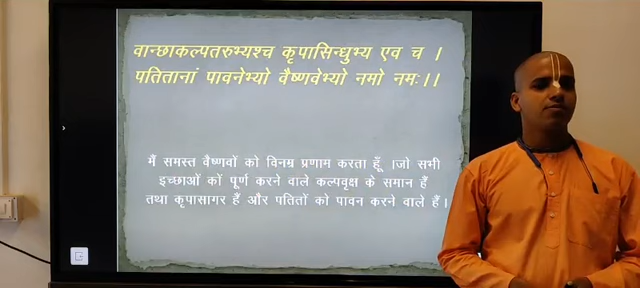 वान्छाकल्पतरुभ्यश्च कृपासिन्धुभ्य एव च ।
पतितानां पावनेभ्यो वैष्णवेभ्यो नमो नमः।।
मैं समस्त वैष्णवों को विनम्र प्रणाम करता हूँ ।जो सभी
इच्छाओं कों पूर्ण करने वाले कल्पवृक्ष के समान हैं
तथा कृपासागर हैं और पतितों को पावन करने वाले हैं।